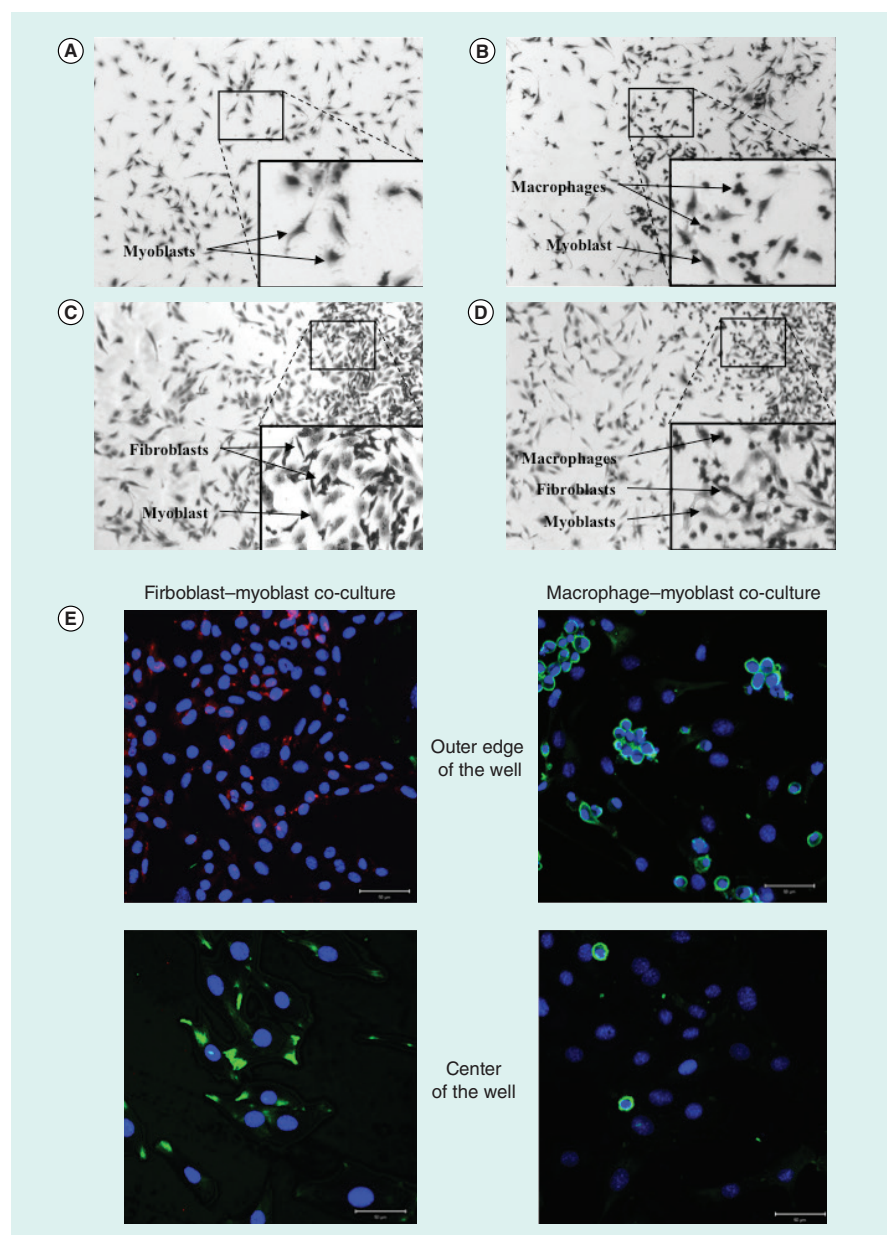 A
B
Myoblasts
Macrophages
Myoblast
C
D
Fibroblasts
Myoblast
Macrophages
Fibroblasts
Myoblasts
Firboblast–myoblast co-culture
Macrophage–myoblast co-culture
E
Outer edge
of the well
Center
of the well